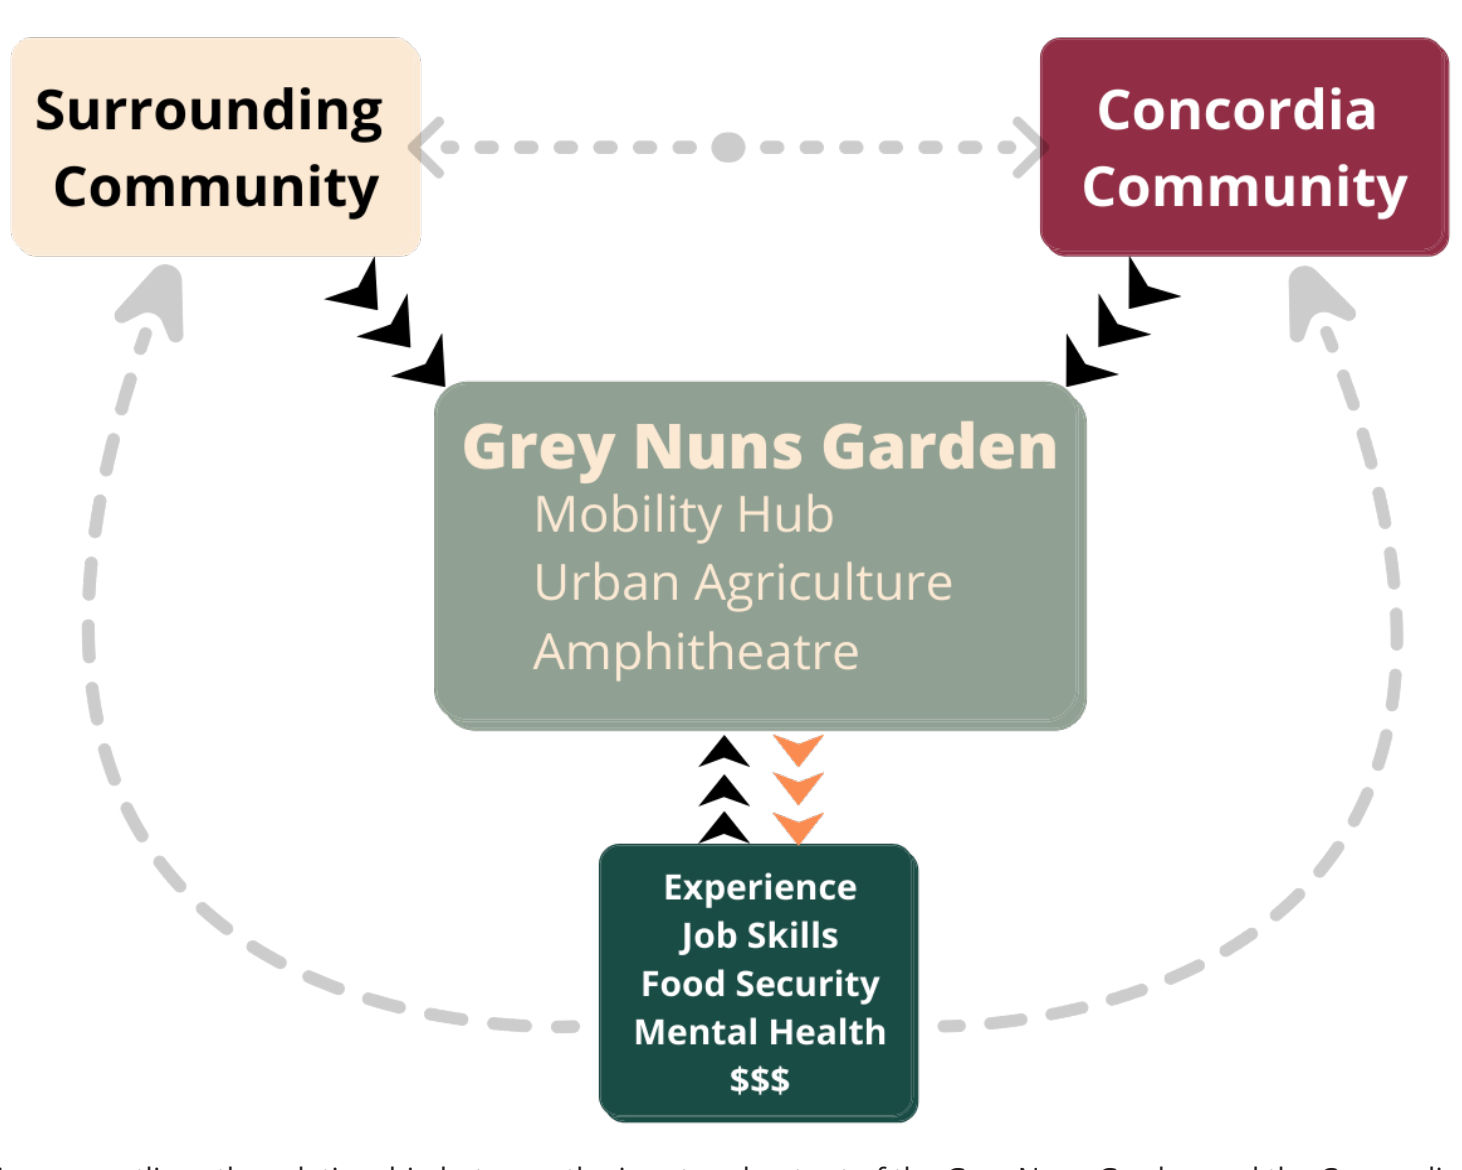 Surrounding
Community
Concordia
Community
Grey Nuns Garden
Mobility Hub
Urban Agriculture
Amphitheatre
Experience
Job Skills
Food Security
Mental Health
$$$